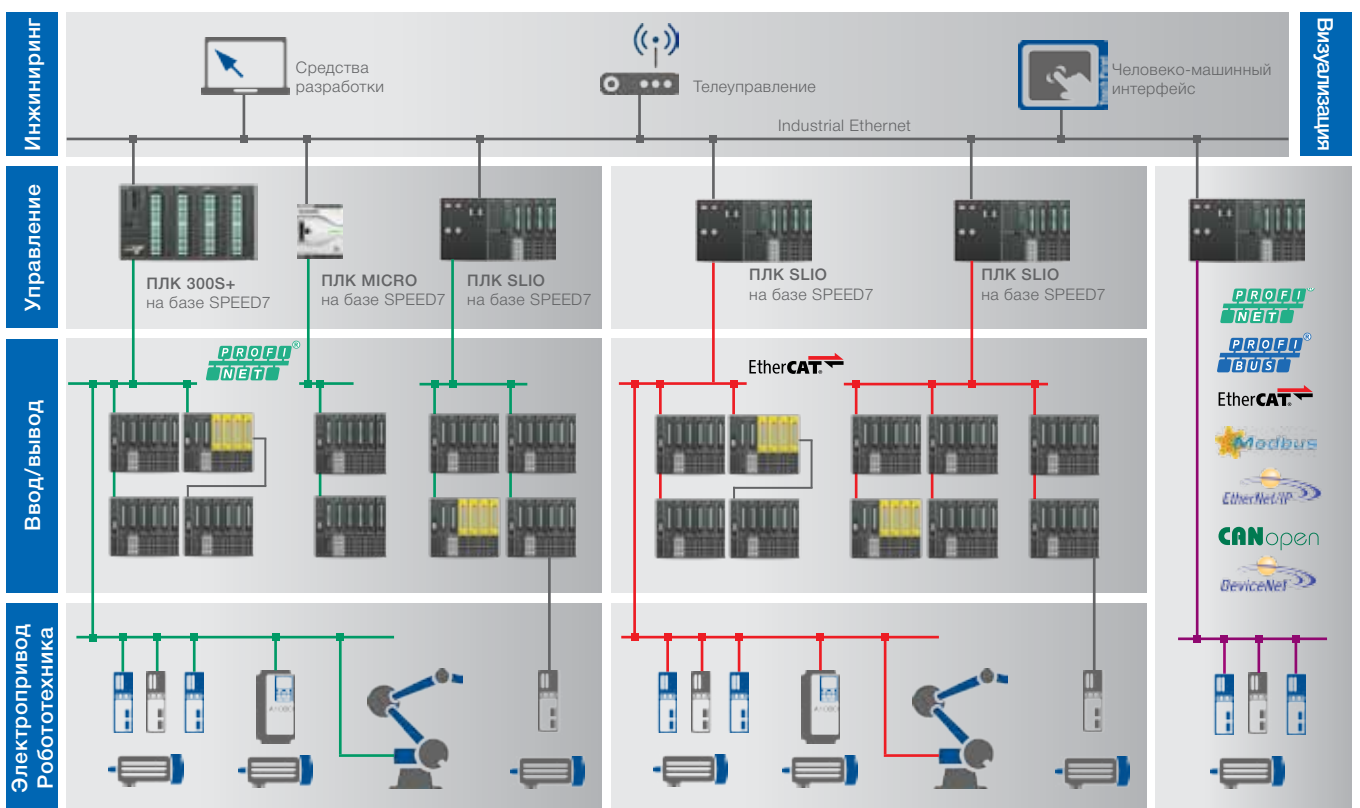 Инжиниринг
Средства
разработки
Телеуправление
Человеко-машинный
интерфейс
Визуализация
Industrial Ethernet
Управление
ПЛК 300S+
на базе SPEED7
ПЛК MICRO
на базе SPEED7
ПЛК SLIO
на базе SPEED7
ПЛК SLIO
на базе SPEED7
ПЛК SLIO
на базе SPEED7
PROFI
NET
PROFI®
BUS
EtherCAT®
Modbus
EtherNet/IP
CANopen
DeviceNet
Ввод/вывод
PROFI®
NET
EtherCAT®
Электропривод
Робототехника